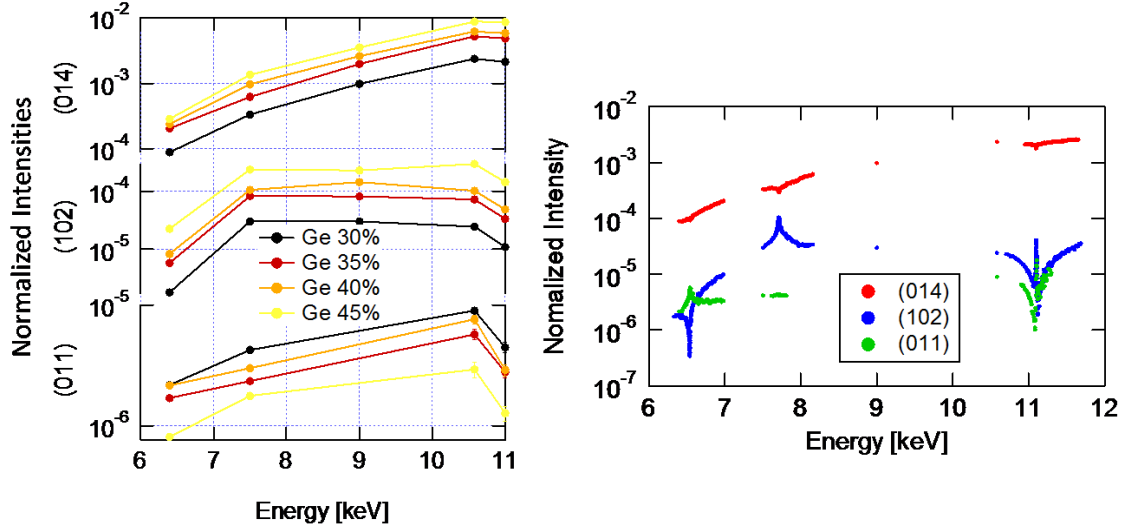 Normalized Intensities
(014)
(102)
(011)
10^-2
10^-3
10^-4
10^-4
10^-5
10^-5
10^-6
Ge 30%
Ge 35%
Ge 40%
Ge 45%
6 7 8 9 10 11
Energy [keV]
Nomalized Intensity
10^-2
10^-3
10^-4
10^-5
10^-6
10^-7
(014)
(102)
(011)
6 7 8 9 10 11 12
Energy [keV]